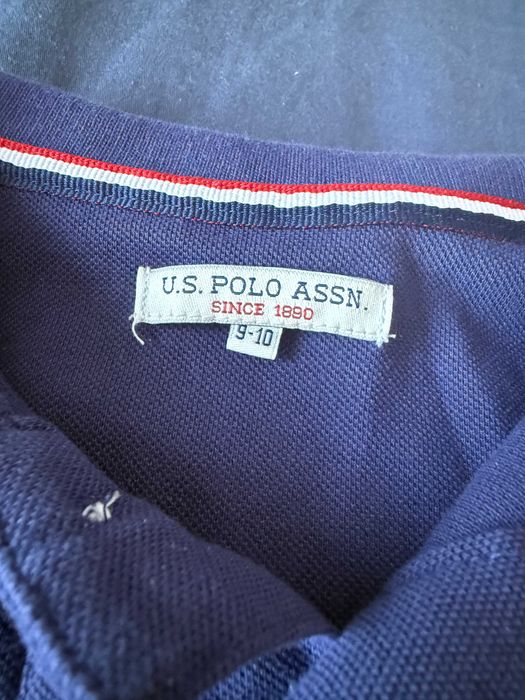 U.S. POLO ASSN.
SINCE 1890
9-10